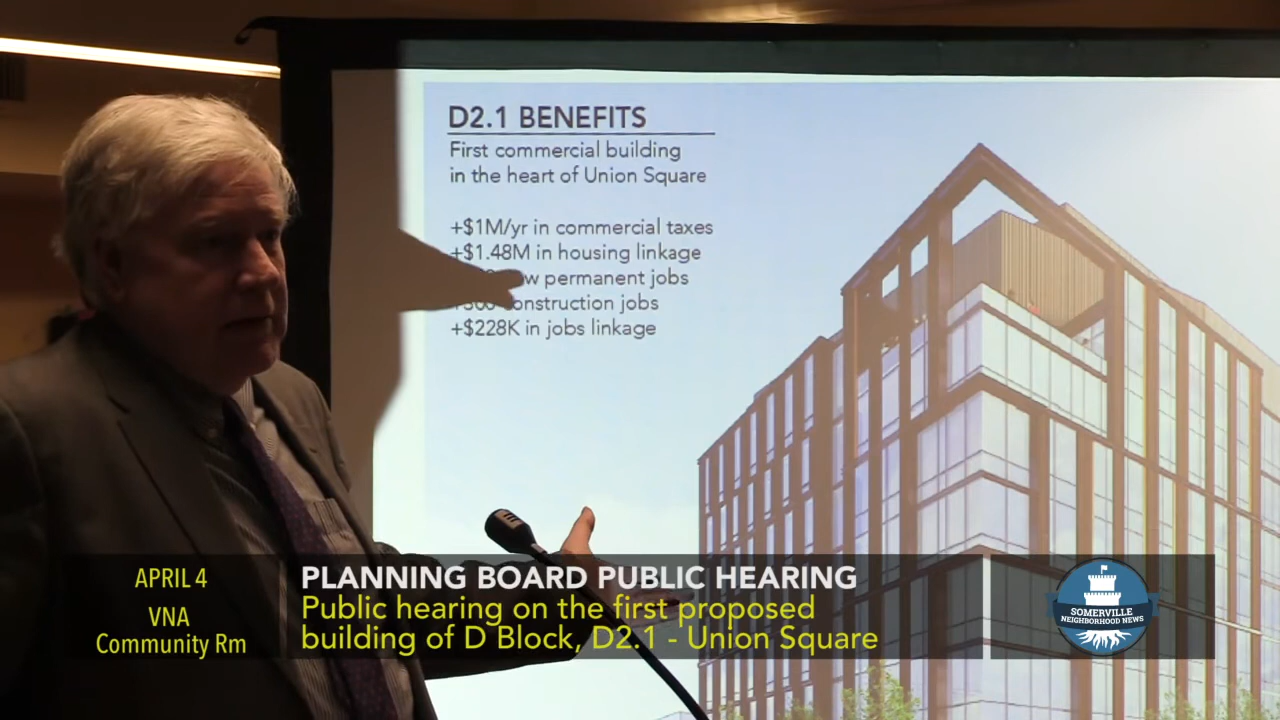 D2.1 BENEFITS
First commercial building
in the heart of Union Square
+$1M/yr in commercial taxes
+$1.48M in housing linkage
permanent jobs
construction jobs
+$228K in jobs linkage
APRIL 4
VNA
Community Rm
PLANNING BOARD PUBLIC HEARING
Public hearing on the first proposed
building of D Block, D2.1 - Union Square
SOMERVILLE
NEIGHBORHOOD NEWS